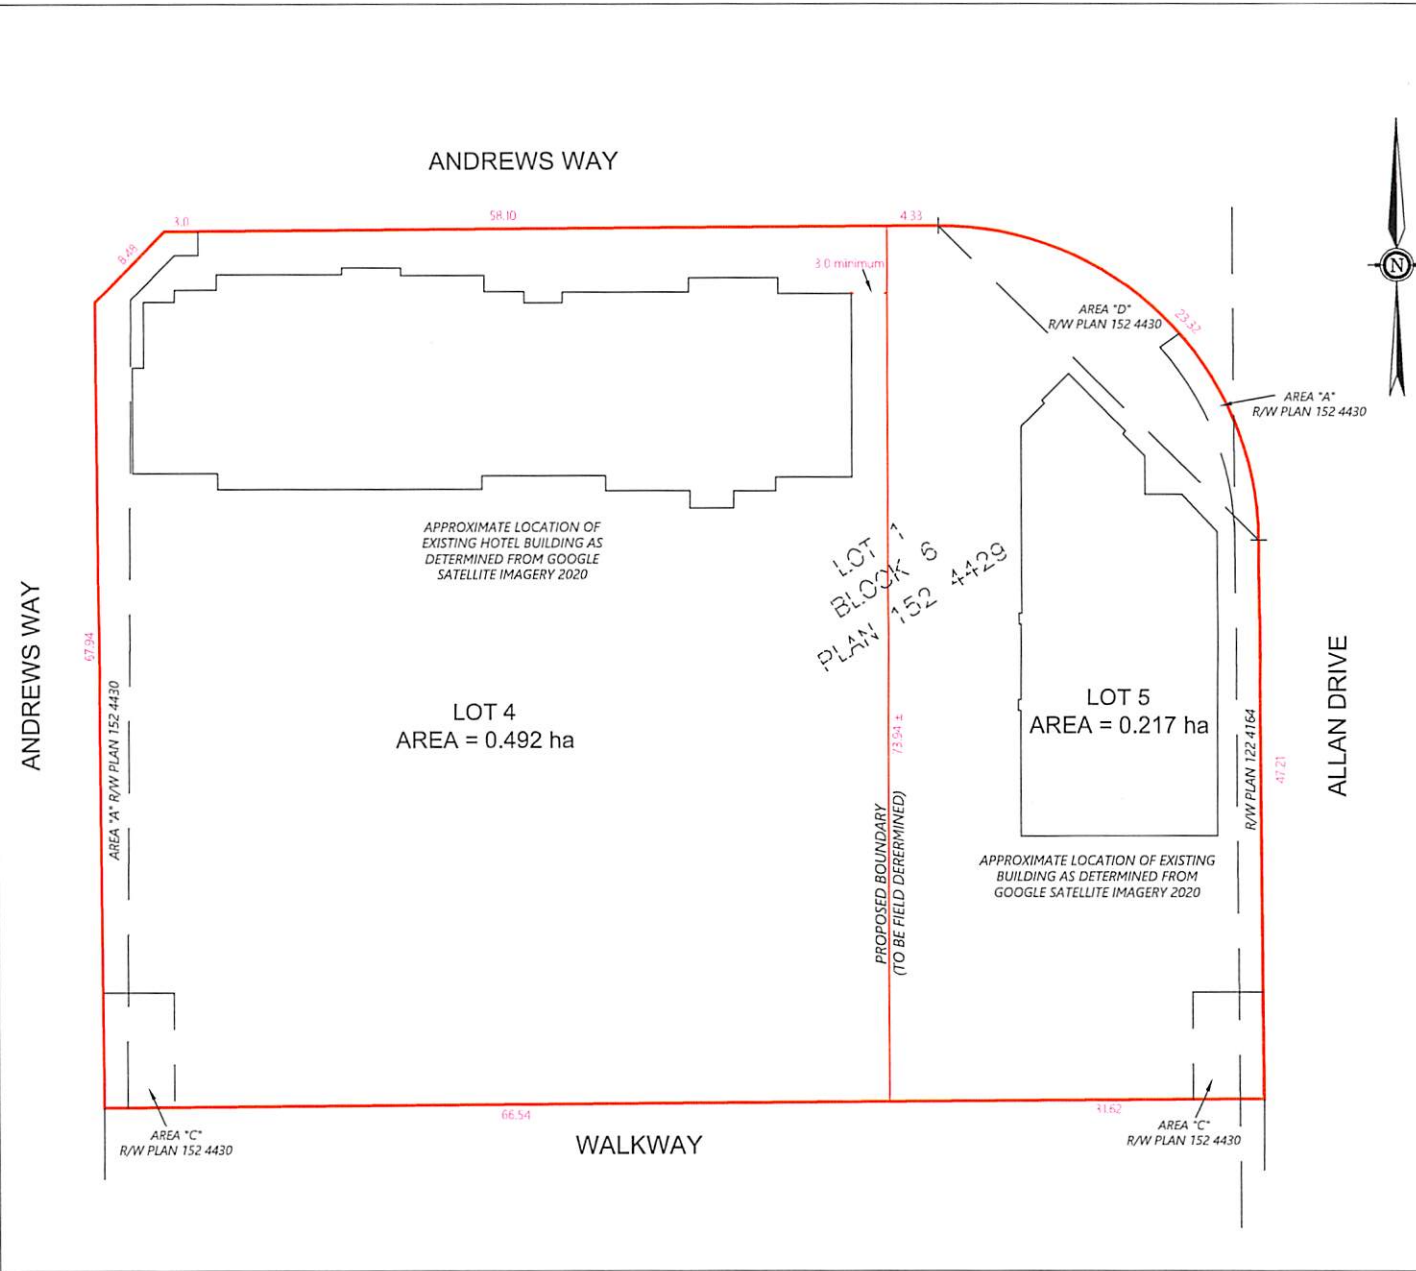 ANDREWS WAY
3.0
58.10
4.33
8.48
3.0 minimum
N
AREA "D"
R/W PLAN 152 4430
23.32
AREA "A"
R/W PLAN 152 4430
APPROXIMATE LOCATION OF
EXISTING HOTEL BUILDING AS
DETERMINED FROM GOOGLE
SATELLITE IMAGERY 2020
LOT 1
BLOCK 6
PLAN 152 4429
ANDREWS WAY
67.94
AREA "A" R/W PLAN 152 4430
LOT 4
AREA = 0.492 ha
73.94 ±
PROPOSED BOUNDARY
(TO BE FIELD DERERMINED)
LOT 5
AREA = 0.217 ha
R/W PLAN 122 4164
47.21
ALLAN DRIVE
APPROXIMATE LOCATION OF EXISTING
BUILDING AS DETERMINED FROM
GOOGLE SATELLITE IMAGERY 2020
66.54
31.62
AREA "C"
R/W PLAN 152 4430
WALKWAY
AREA "C"
R/W PLAN 152 4430